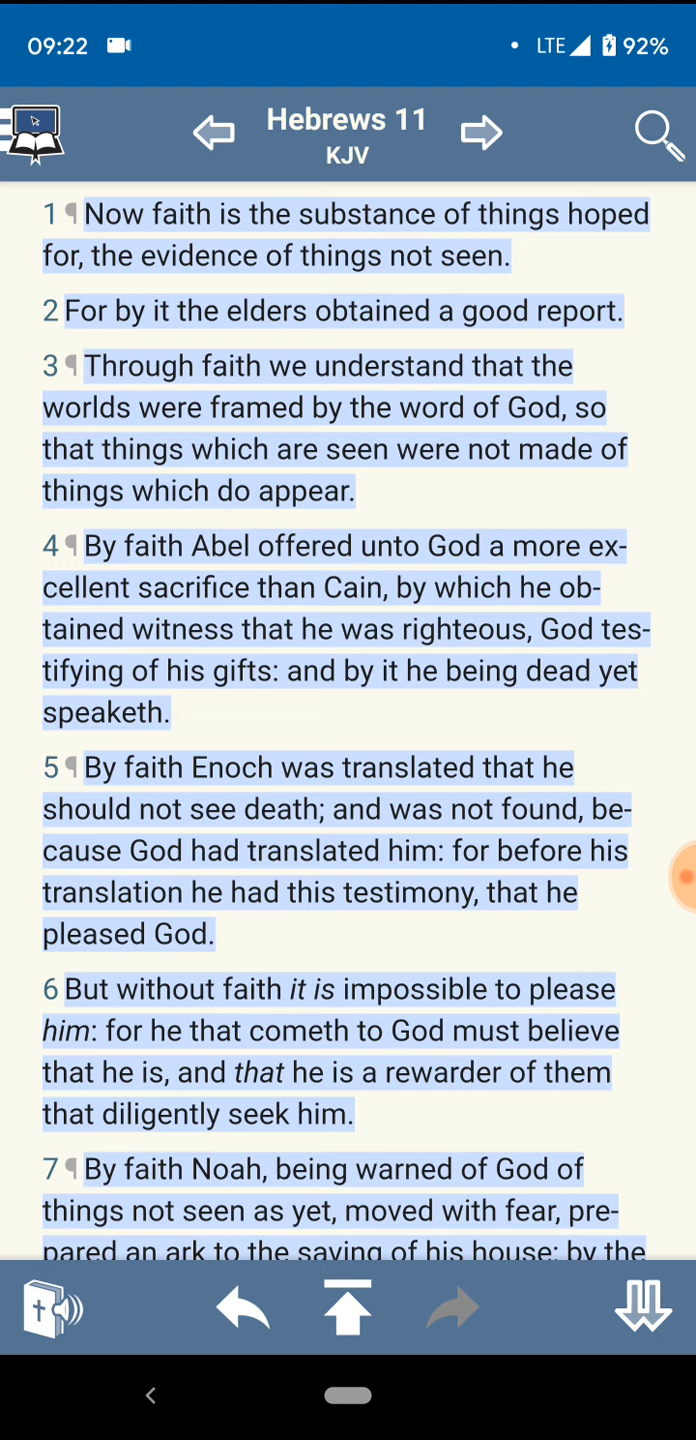 09:22
LTE
92%
Hebrews 11
KJV
1 ¶ Now faith is the substance of things hoped
for, the evidence of things not seen.
2 For by it the elders obtained a good report.
3 ¶ Through faith we understand that the
worlds were framed by the word of God, so
that things which are seen were not made of
things which do appear.
4 ¶ By faith Abel offered unto God a more ex-
cellent sacrifice than Cain, by which he ob-
tained witness that he was righteous, God tes-
tifying of his gifts: and by it he being dead yet
speaketh.
5 ¶ By faith Enoch was translated that he
should not see death; and was not found, be-
cause God had translated him: for before his
translation he had this testimony, that he
pleased God.
6 But without faith it is impossible to please
him: for he that cometh to God must believe
that he is, and that he is a rewarder of them
that diligently seek him.
7 ¶ By faith Noah, being warned of God of
things not seen as yet, moved with fear, pre-
pared an ark to the saving of his house; by the